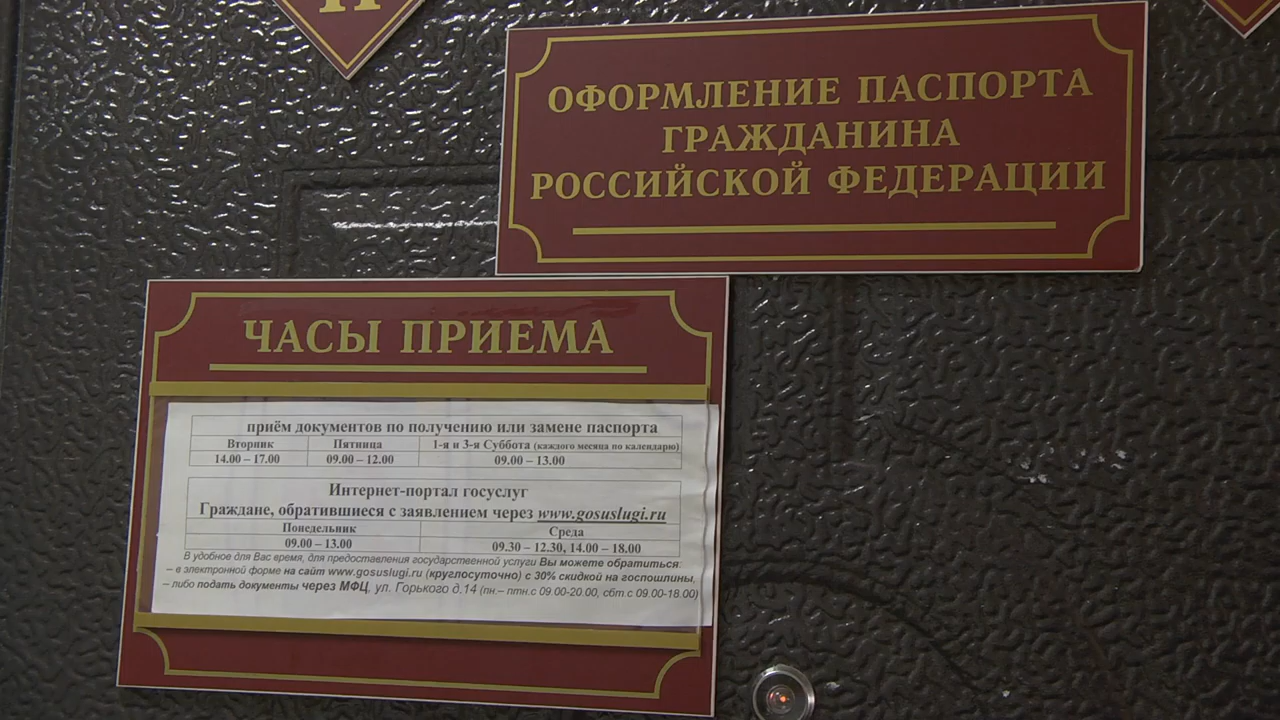 ОФОРМЛЕНИЕ ПАСПОРТА
ГРАЖДАНИНА
РОССИЙСКОЙ ФЕДЕРАЦИИ
ЧАСЫ ПРИЕМА
приём документов по получению или замене паспорта
Вторник Пятница 1-я и 3-я Суббота (каждого месяца по календарю)
14.00 – 17.00 09.00 – 12.00 09.00 – 13.00
Интернет-портал госуслуг
Граждане, обратившиеся с заявлением через www.gosuslugi.ru
Понедельник Среда
09.00 – 13.00 09.30 – 12.30, 14.00 – 18.00
В удобное для Вас время, для предоставления государственной услуги Вы можете обратиться:
– в электронной форме на сайт www.gosuslugi.ru (круглосуточно) с 30% скидкой на госпошлины,
– либо подать документы через МФЦ, ул. Горького д.14 (пн.– птн.с 09.00-20.00, сбт.с 09.00-18.00)